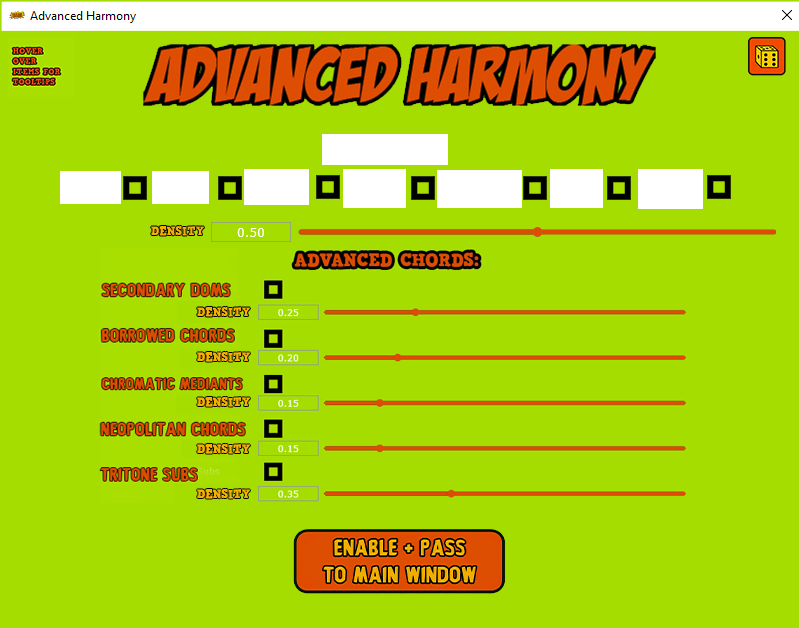 Advanced Harmony
HOVER
OVER
ITEMS FOR
TOOLTIPS
ADVANCED HARMONY
DENSITY 0.50
ADVANCED CHORDS:
SECONDARY DOMS
DENSITY 0.25
BORROWED CHORDS
DENSITY 0.20
CHROMATIC MEDIANTS
DENSITY 0.15
NEOPOLITAN CHORDS
DENSITY 0.15
TRITONE SUBS
DENSITY 0.35
ENABLE + PASS
TO MAIN WINDOW